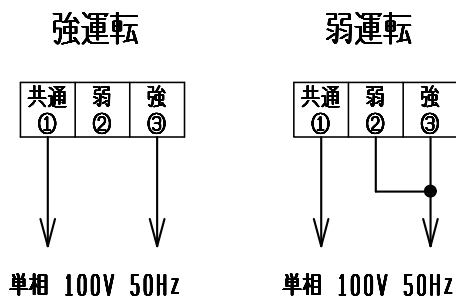 強運転 弱運転
共通 弱 強 共通 弱 強
① ② ③ ① ② ③
単相 100V 50Hz 単相 100V 50Hz